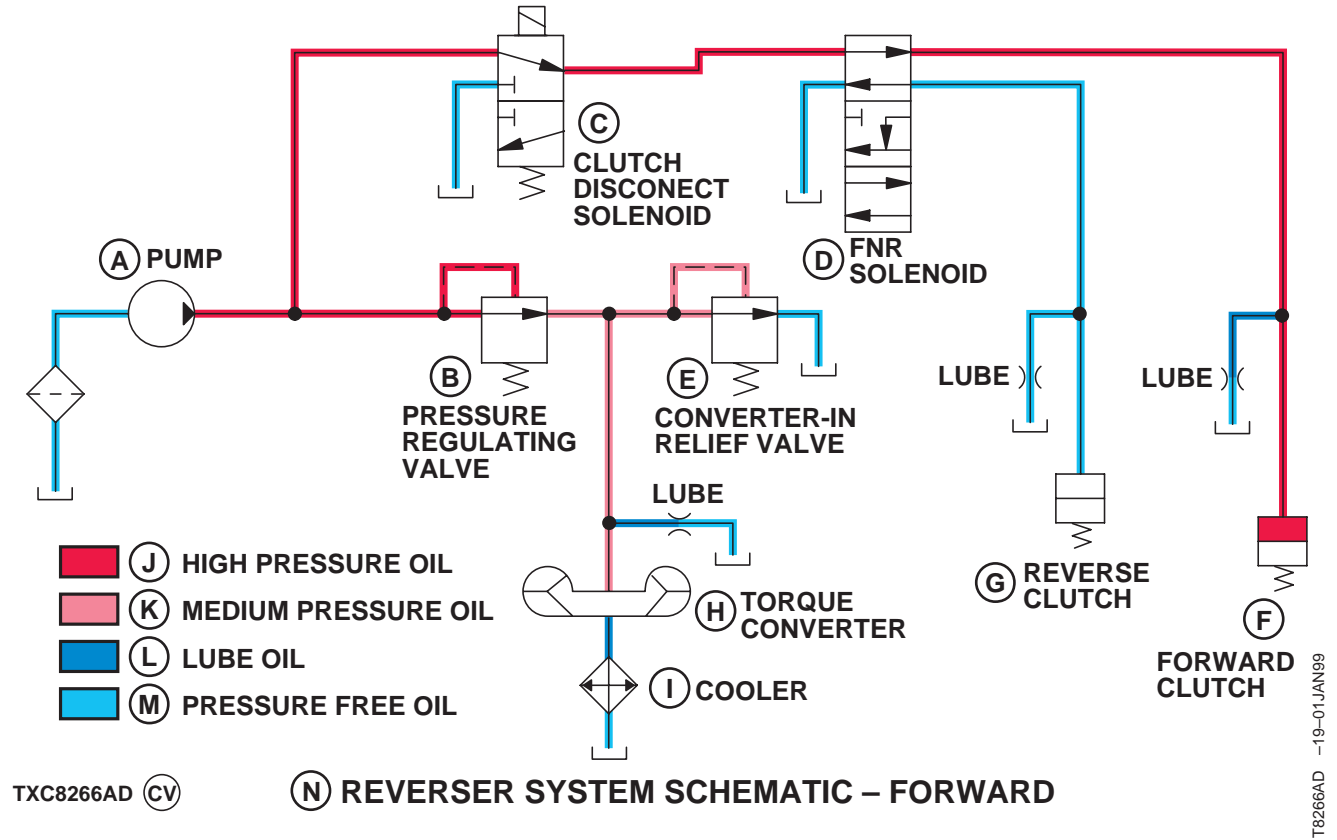 C
CLUTCH
DISCONECT
SOLENOID
A PUMP
D FNR
SOLENOID
B
PRESSURE
REGULATING
VALVE
E
CONVERTER-IN
RELIEF VALVE
LUBE
LUBE
LUBE
J HIGH PRESSURE OIL
K MEDIUM PRESSURE OIL
L LUBE OIL
M PRESSURE FREE OIL
H TORQUE
CONVERTER
I COOLER
G REVERSE
CLUTCH
F
FORWARD
CLUTCH
TXC8266AD CV
N REVERSER SYSTEM SCHEMATIC – FORWARD
T8266AD –19–01JAN99